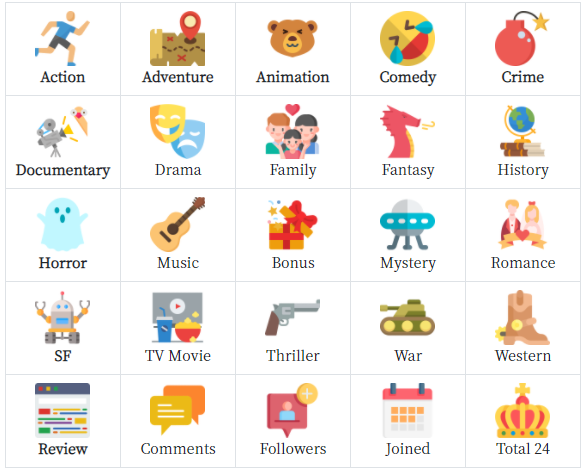 Action
Adventure
Animation
Comedy
Crime
Documentary
Drama
Family
Fantasy
History
Horror
Music
Bonus
Mystery
Romance
SF
TV Movie
Thriller
War
Western
Review
Comments
Followers
Joined
Total 24